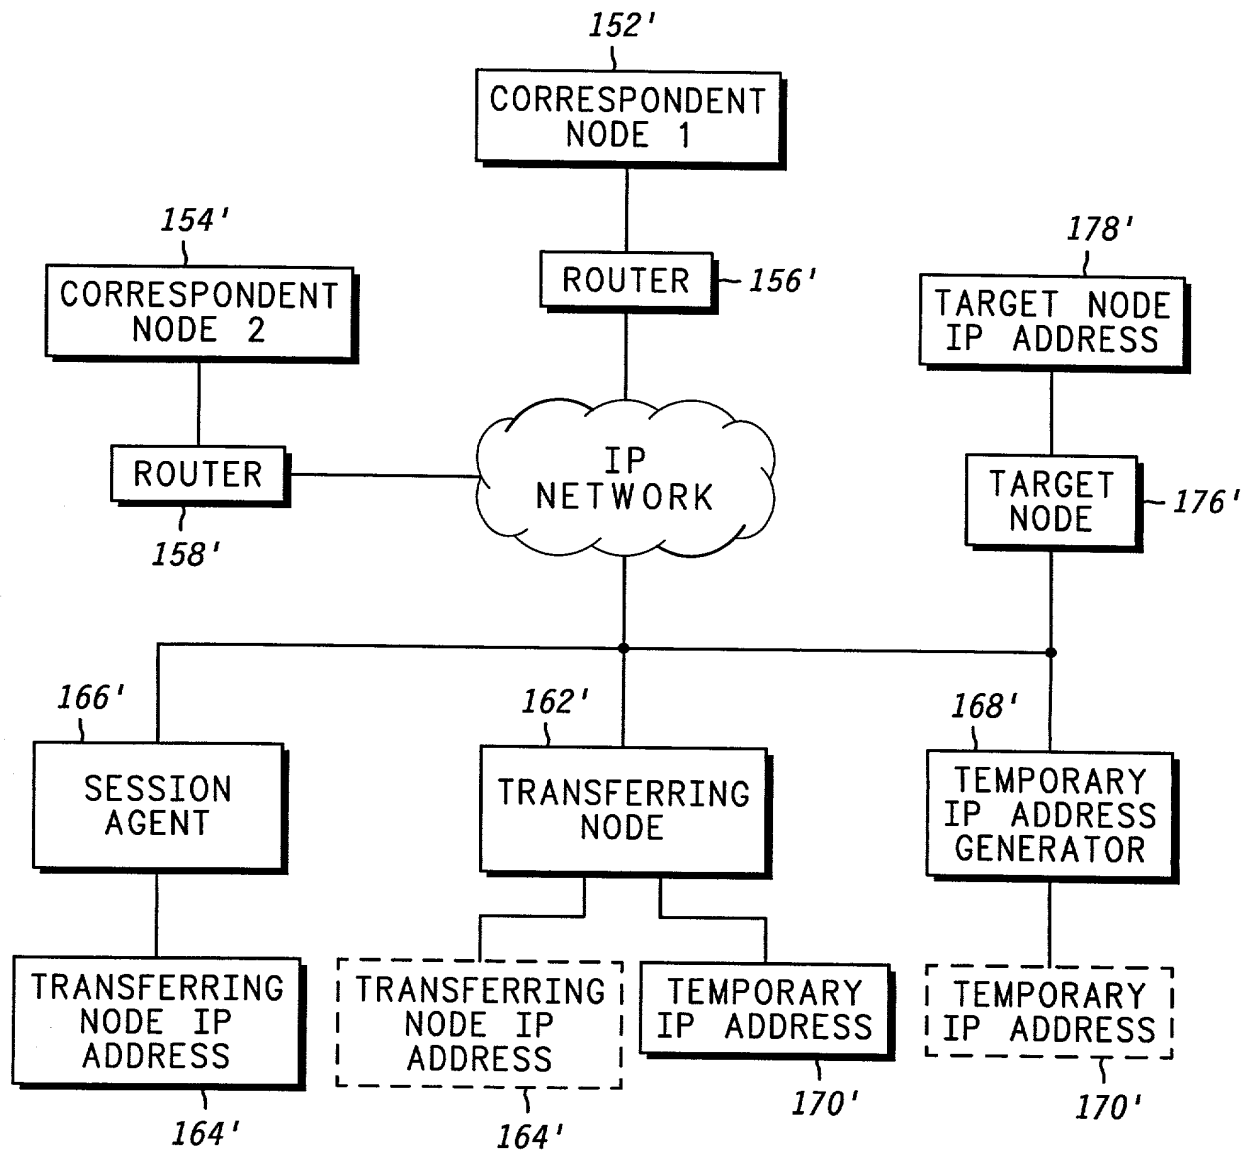 152'
CORRESPONDENT
NODE 1
154'
CORRESPONDENT
NODE 2
ROUTER
156'
178'
TARGET NODE
IP ADDRESS
ROUTER
158'
IP
NETWORK
TARGET
NODE
176'
166'
SESSION
AGENT
162'
TRANSFERRING
NODE
168'
TEMPORARY
IP ADDRESS
GENERATOR
TRANSFERRING
NODE IP
ADDRESS
164'
TRANSFERRING
NODE IP
ADDRESS
164'
TEMPORARY
IP ADDRESS
170'
TEMPORARY
IP ADDRESS
170'